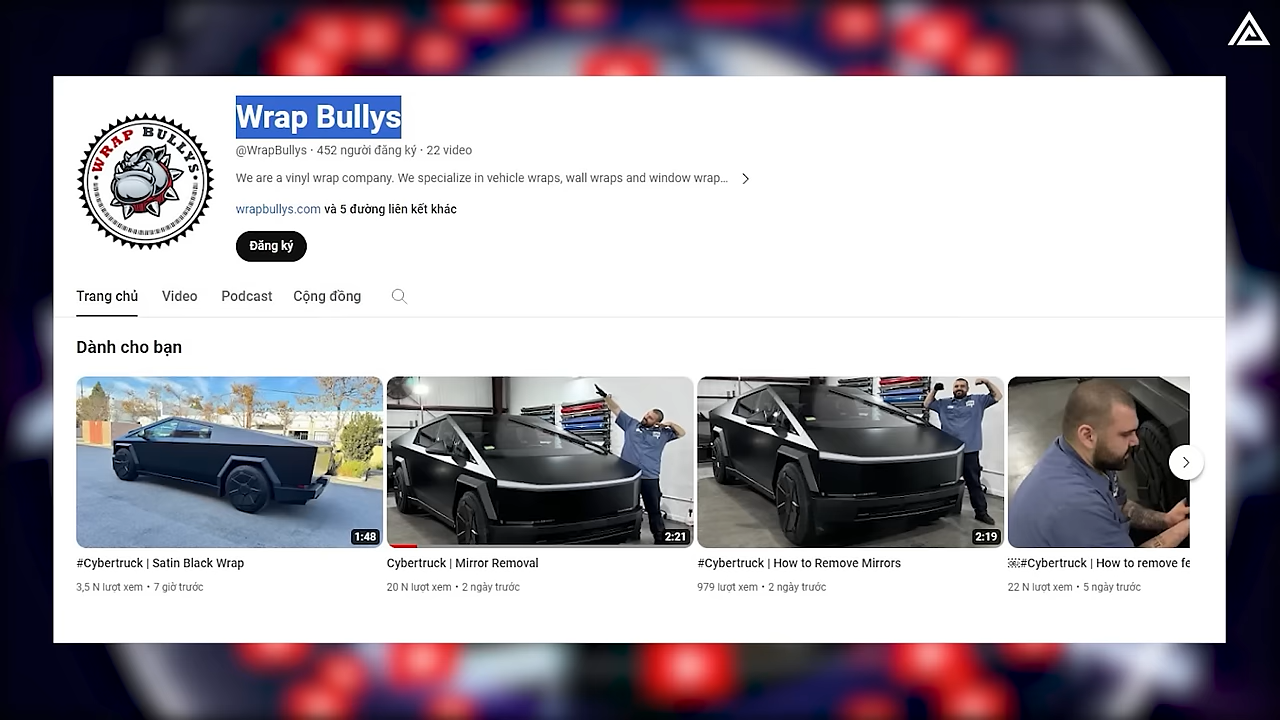 WRAP BULLYS
Wrap Bullys
@WrapBullys · 452 người đăng ký · 22 video
We are a vinyl wrap company. We specialize in vehicle wraps, wall wraps and window wrap...
wrapbullys.com và 5 đường liên kết khác
Đăng ký
Trang chủ Video Podcast Cộng đồng
Dành cho bạn
1:48 2:21 2:19
#Cybertruck | Satin Black Wrap
3,5 N lượt xem • 7 giờ trước
Cybertruck | Mirror Removal
20 N lượt xem • 2 ngày trước
#Cybertruck | How to Remove Mirrors
979 lượt xem • 2 ngày trước
#Cybertruck | How to remove fe
22 N lượt xem • 5 ngày trước